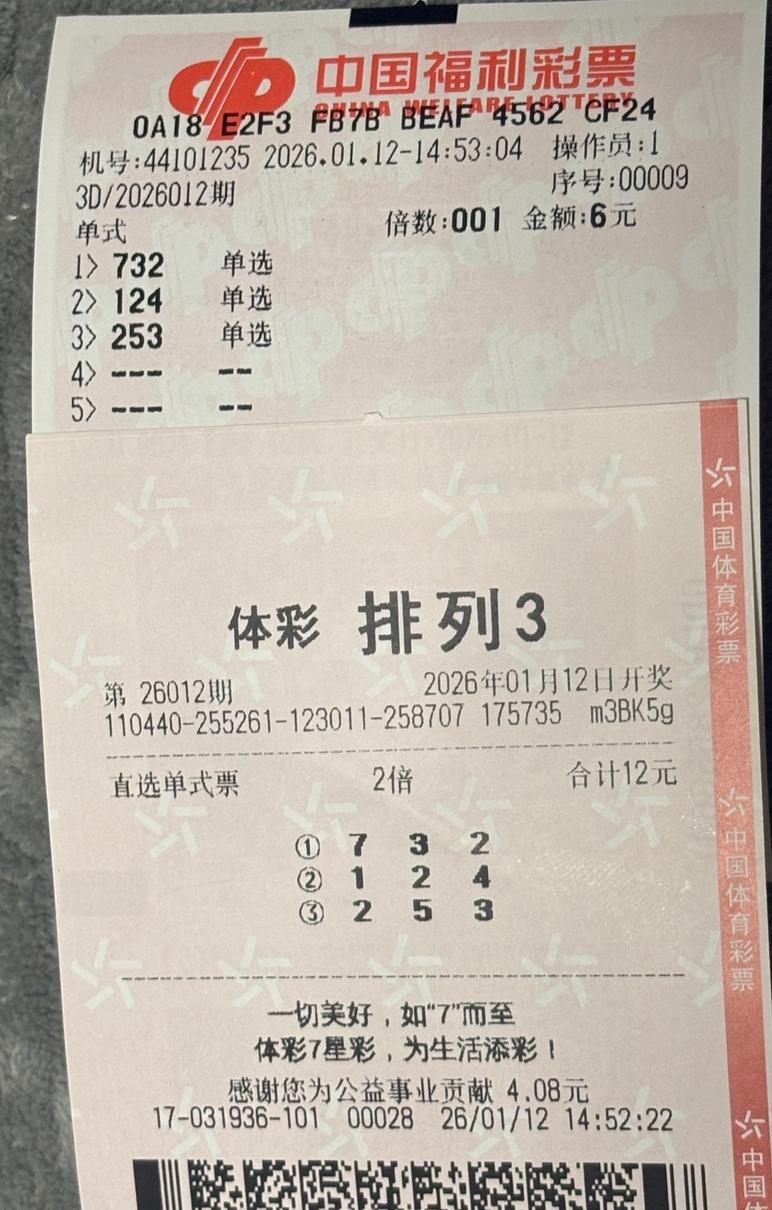 中国福利彩票
CHINA WELFARE LOTTERY
0A18 E2F3 FB7B BEAF 4562 CF24
机号:44101235 2026.01.12-14:53:04 操作员:1
3D/2026012期 序号:00009
单式 倍数:001 金额:6元
1> 732 单选
2> 124 单选
3> 253 单选
4> --- --
5> --- --
体彩 排列3
第 26012期 2026年01月12日开奖
110440-255261-123011-258707 175735 m3BK5g
直选单式票 2倍 合计12元
① 7 3 2
② 1 2 4
③ 2 5 3
一切美好，如“7”而至
体彩7星彩，为生活添彩！
感谢您为公益事业贡献 4.08元
17-031936-101 00028 26/01/12 14:52:22
中国体育彩票
中国体育彩票
中国体